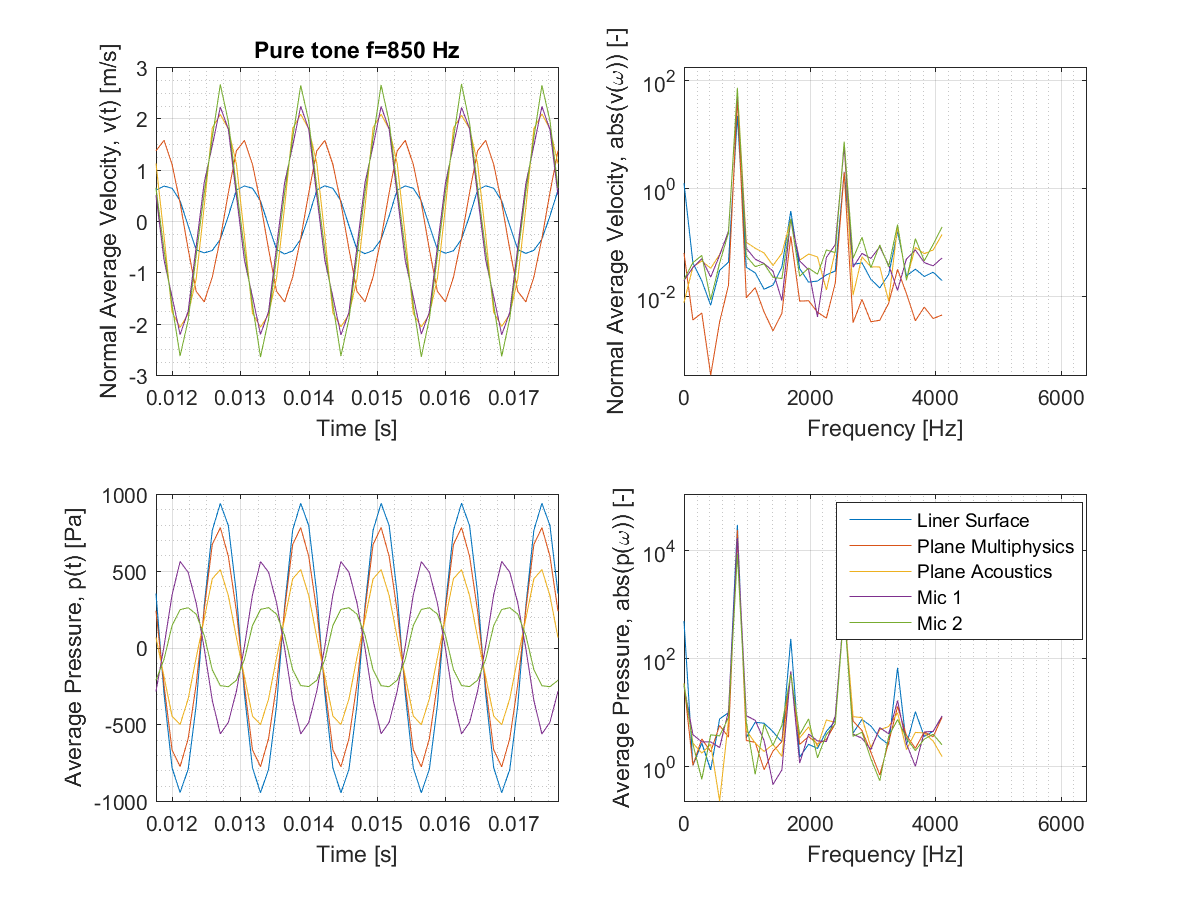 Pure tone f=850 Hz
Normal Average Velocity, v(t) [m/s]
3
2
1
0
-1
-2
-3
0.012 0.013 0.014 0.015 0.016 0.017
Time [s]
Normal Average Velocity, abs(v(ω)) [-]
10^2
10^0
10^-2
0 2000 4000 6000
Frequency [Hz]
Average Pressure, p(t) [Pa]
1000
500
0
-500
-1000
0.012 0.013 0.014 0.015 0.016 0.017
Time [s]
Average Pressure, abs(p(ω)) [-]
10^4
10^2
10^0
Liner Surface
Plane Multiphysics
Plane Acoustics
Mic 1
Mic 2
0 2000 4000 6000
Frequency [Hz]